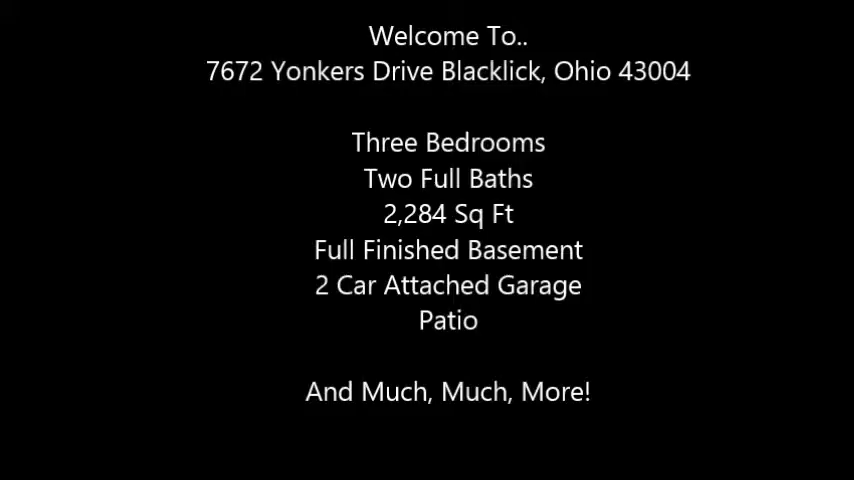 Welcome To..
7672 Yonkers Drive Blacklick, Ohio 43004
Three Bedrooms
Two Full Baths
2,284 Sq Ft
Full Finished Basement
2 Car Attached Garage
Patio
And Much, Much, More!